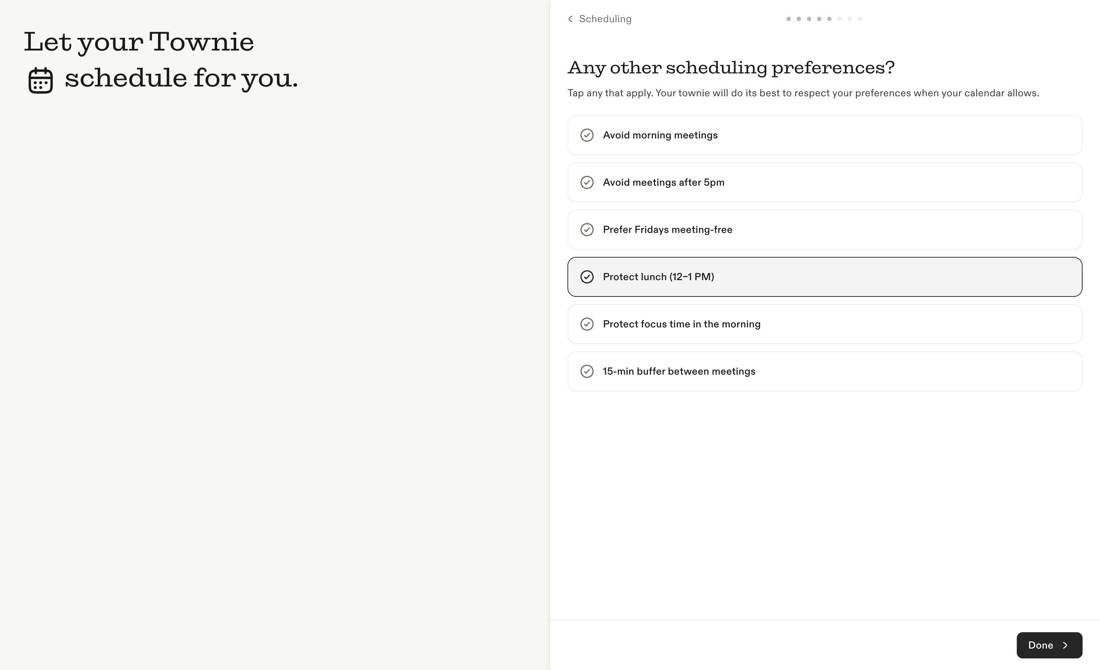 Let your Townie
schedule for you.
Scheduling
Any other scheduling preferences?
Tap any that apply. Your townie will do its best to respect your preferences when your calendar allows.
Avoid morning meetings
Avoid meetings after 5pm
Prefer Fridays meeting-free
Protect lunch (12–1 PM)
Protect focus time in the morning
15-min buffer between meetings
Done